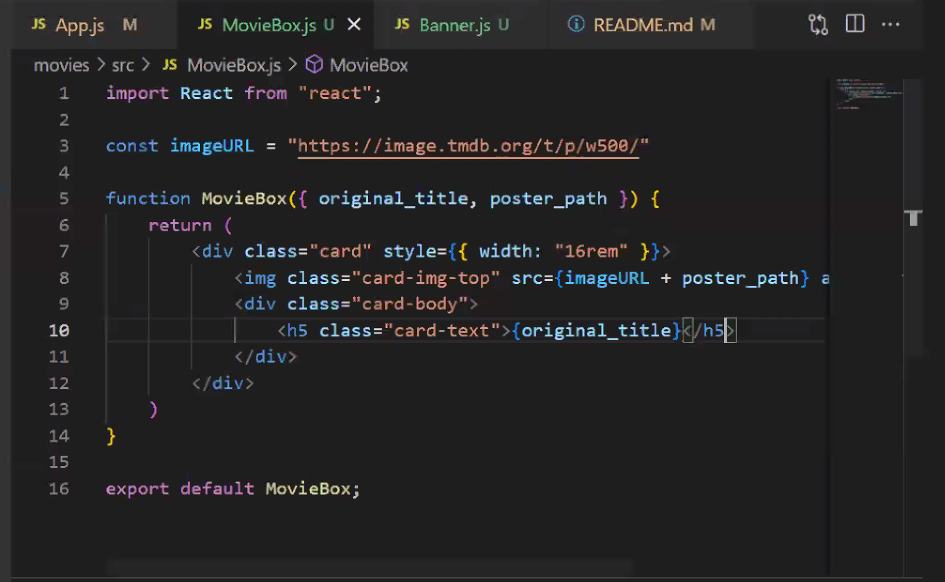 JS App.js M JS MovieBox.js U × JS Banner.js U README.md M ...
movies > src > JS MovieBox.js > MovieBox
1 import React from "react";
2
3 const imageURL = "https://image.tmdb.org/t/p/w500/"
4
5 function MovieBox({ original_title, poster_path }) {
6 return (
7 <div class="card" style={{ width: "16rem" }}>
8 <img class="card-img-top" src={imageURL + poster_path} a
9 <div class="card-body">
10 <h5 class="card-text">{original_title}</h5>
11 </div>
12 </div>
13 )
14 }
15
16 export default MovieBox;